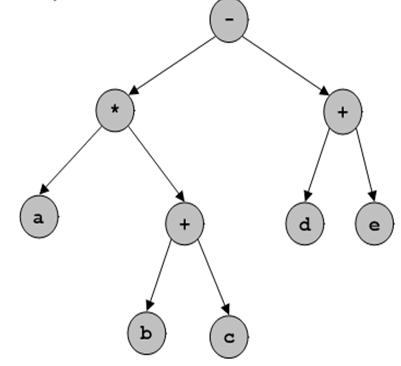 -
* +
a + d e
b c